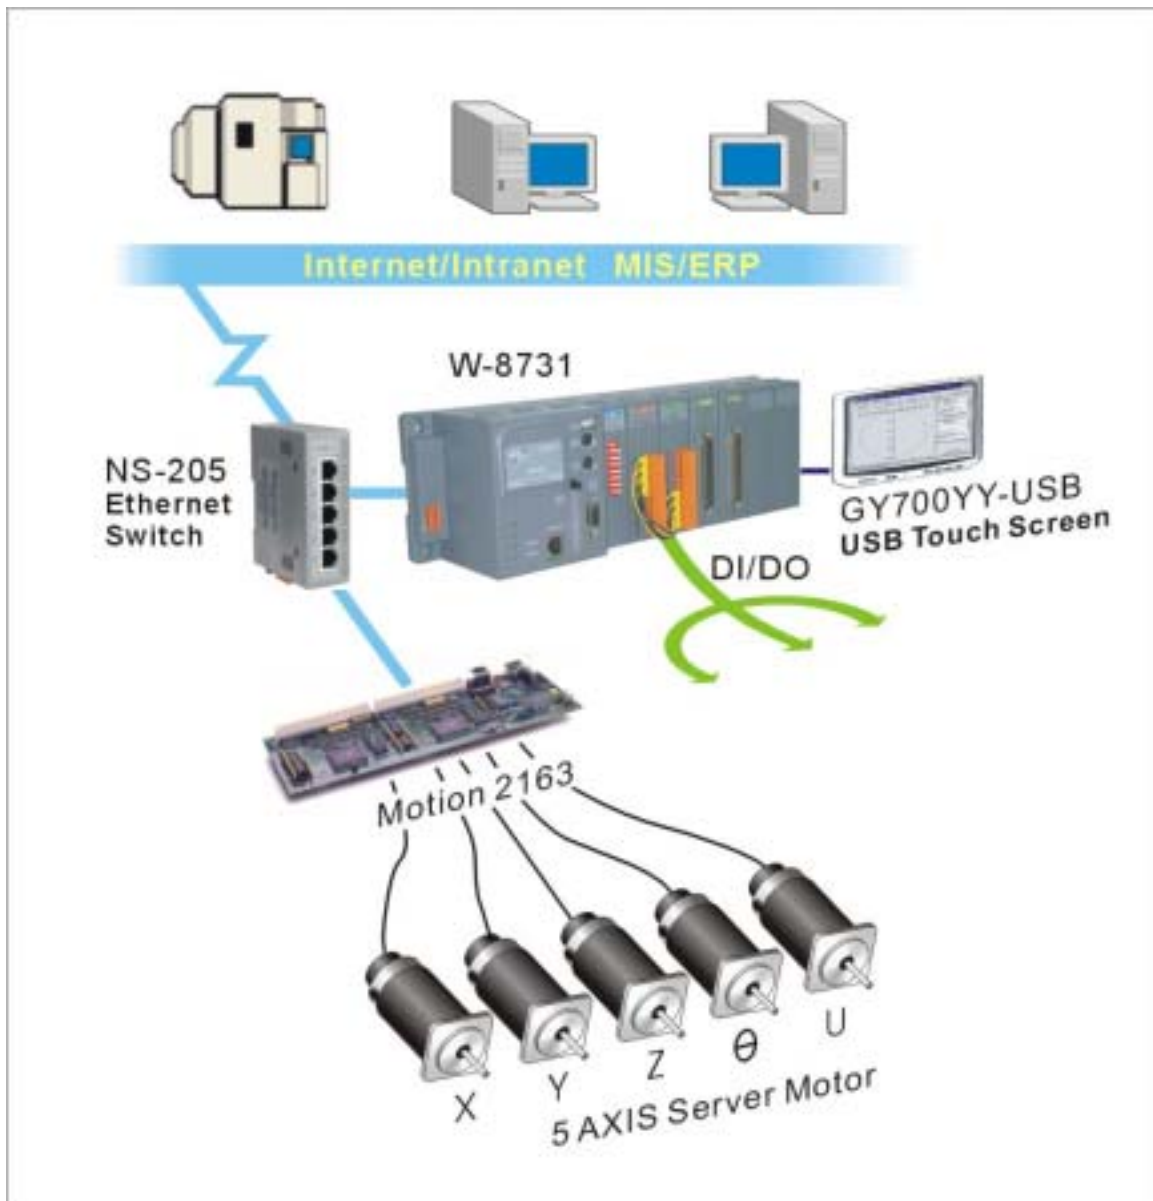 Internet/Intranet MIS/ERP
W-8731
NS-205
Ethernet
Switch
GY700YY-USB
USB Touch Screen
DI/DO
Motion 2163
X
Y
Z
θ
U
5 AXIS Server Motor